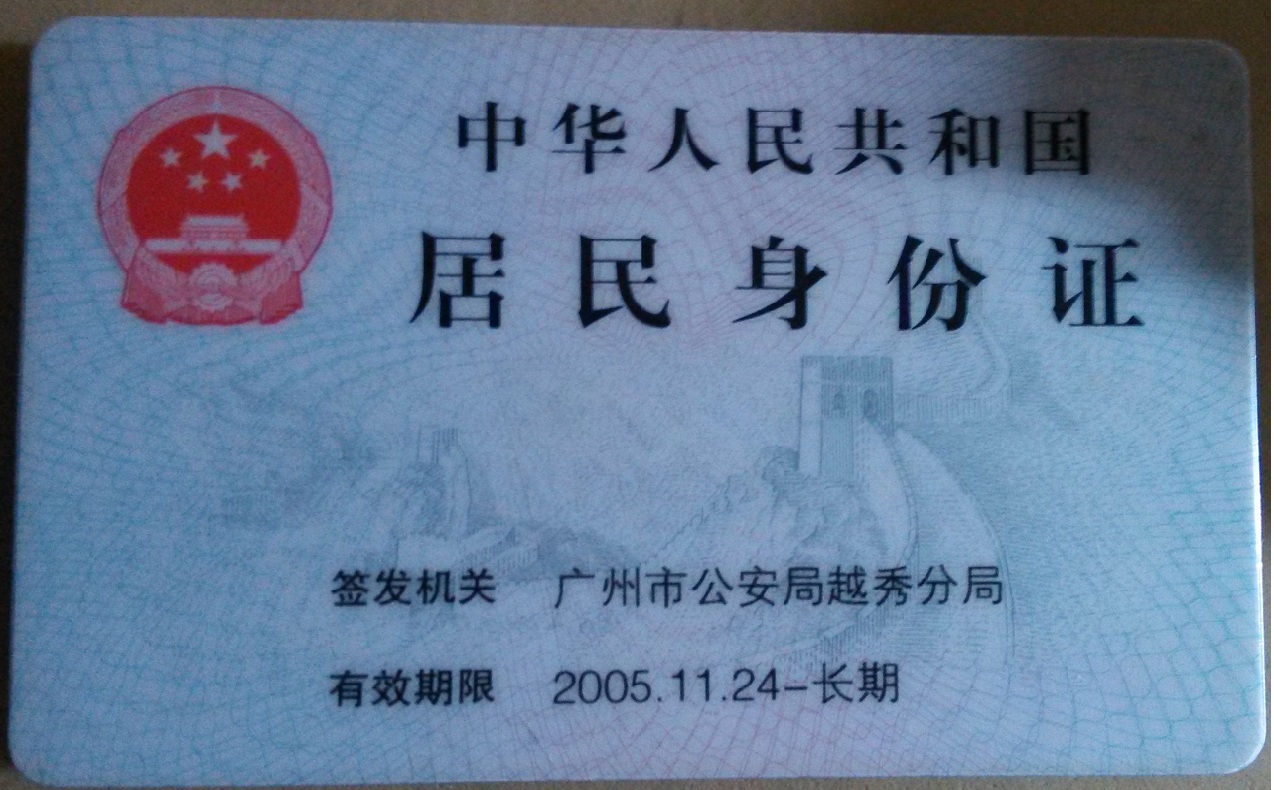 中华人民共和国
居民身份证
签发机关 广州市公安局越秀分局
有效期限 2005.11.24-长期